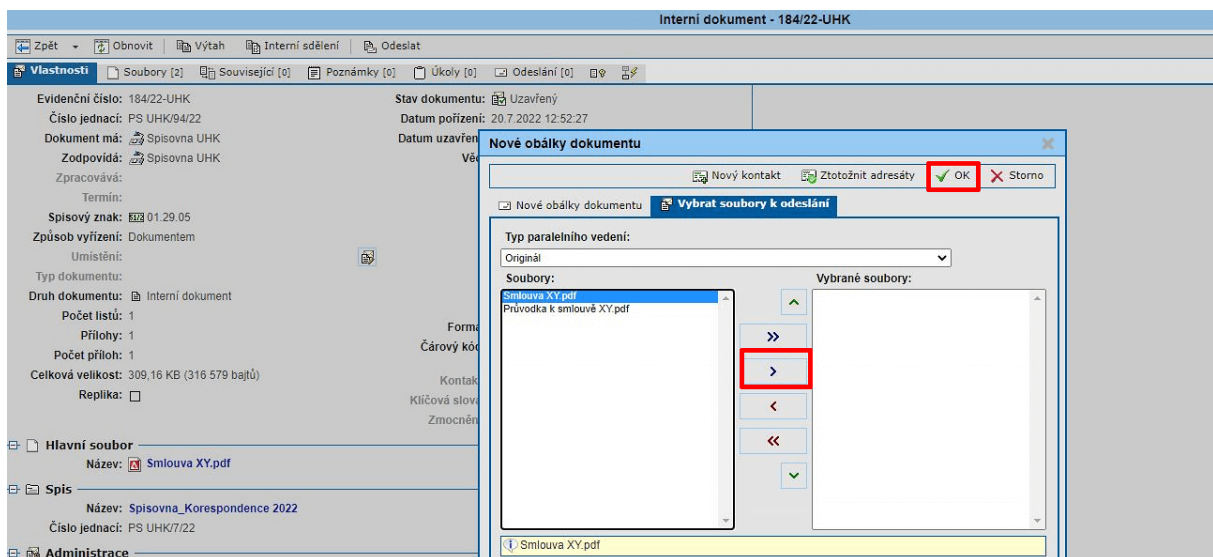 Interní dokument - 184/22-UHK
Zpět Obnovit Výtah Interní sdělení Odeslat
Vlastnosti Soubory [2] Související [0] Poznámky [0] Úkoly [0] Odeslání [0]
Evidenční číslo: 184/22-UHK Stav dokumentu: Uzavřený
Číslo jednací: PS UHK/94/22 Datum pořízení: 20.7.2022 12:52:27
Dokument má: Spisovna UHK Datum uzavřen
Zodpovídá: Spisovna UHK Věc
Zpracovává:
Termín:
Spisový znak: 01.29.05
Způsob vyřízení: Dokumentem
Umístění:
Typ dokumentu:
Druh dokumentu: Interní dokument
Počet listů: 1
Přílohy: 1 Forma
Počet příloh: 1 Čárový kód
Celková velikost: 309,16 KB (316 579 bajtů) Kontak
Replika: Klíčová slova
Zmocněn
Hlavní soubor
Název: Smlouva XY.pdf
Spis
Název: Spisovna_Korespondence 2022
Číslo jednací: PS UHK/7/22
Administrace
Nové obálky dokumentu
Nový kontakt Ztotožnit adresáty OK Storno
Nové obálky dokumentu Vybrat soubory k odeslání
Typ paralelního vedení:
Originál
Soubory: Vybrané soubory:
Smlouva XY.pdf
Průvodka k smlouvě XY.pdf
Smlouva XY.pdf